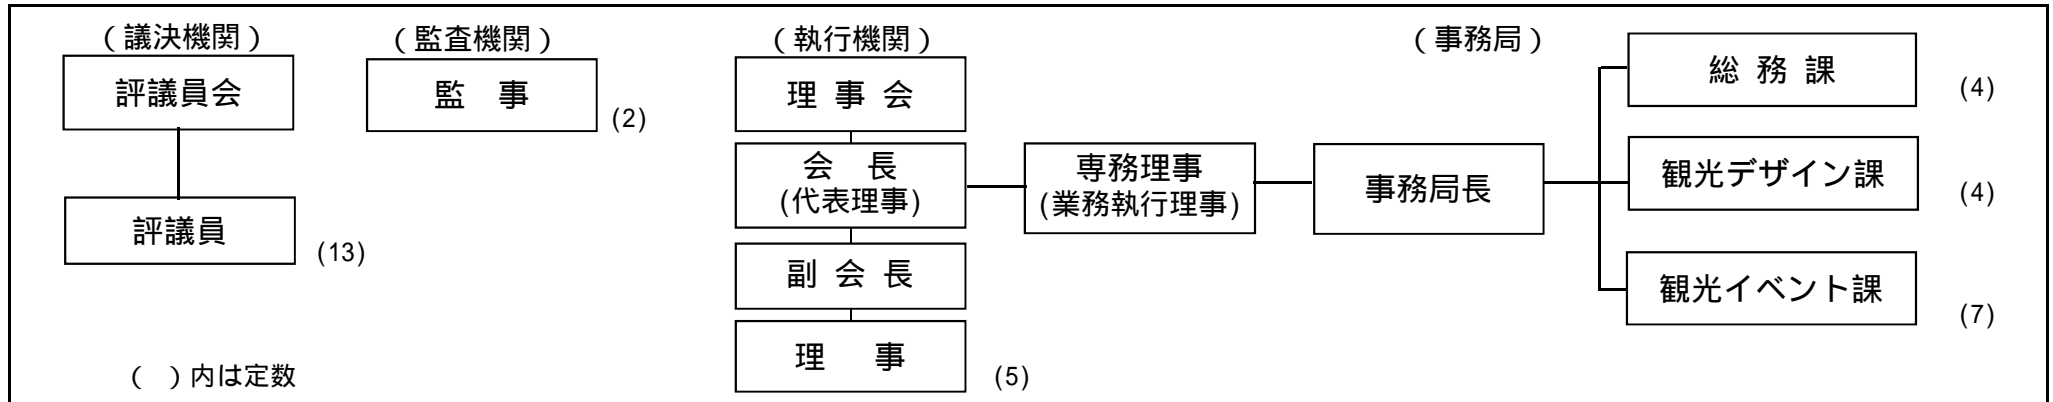 (議決機関)
評議員会
評議員
(13)
(監査機関)
監 事
(2)
(執行機関)
理 事 会
会 長
(代表理事)
副 会 長
理 事
(5)
専務理事
(業務執行理事)
(事務局)
事務局長
総 務 課
(4)
観光デザイン課
(4)
観光イベント課
(7)
( )内は定数